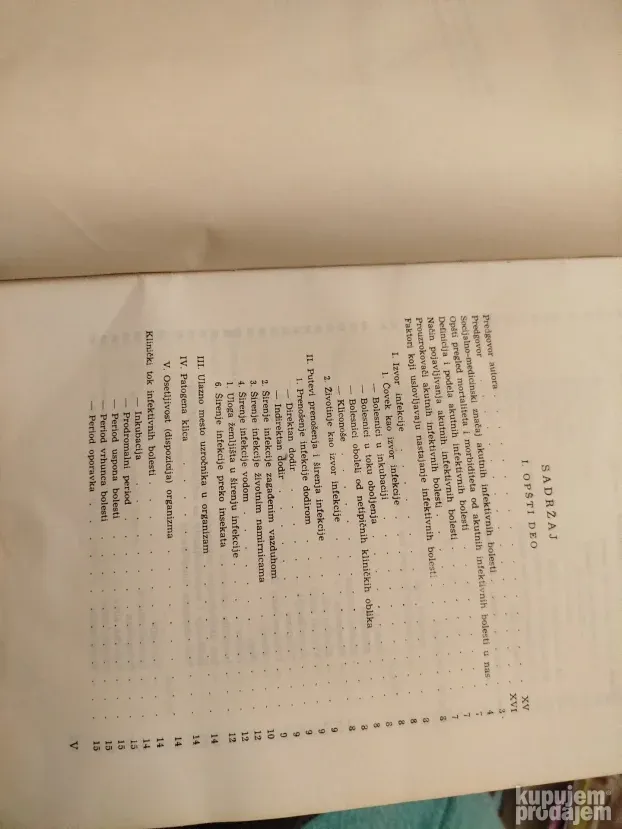 SADRŽAJ
I. OPŠTI DEO
Predgovor autora . . . . . . . . . . XV
Predgovor . . . . . . . . . . XVI
Socijalno-medicinski značaj akutnih infektivnih bolesti . . . 3
Opšti pregled mortaliteta i morbiditeta od akutnih infektivnih bolesti u nas . 4
Definicija i podela akutnih infektivnih bolesti . . . . 7
Način pojavljivanja akutnih infektivnih bolesti . . . . 7
Prouzrokovači akutnih infektivnih bolesti . . . . 8
Faktori koji uslovljavaju nastajanje infektivnih bolesti . . . . 8
I. Izvor infekcije . . . . 8
1. Čovek kao izvor infekcije . . . . 8
— Bolesnici u inkubaciji . . . . 8
— Bolesnici u toku oboljenja . . . . 8
— Bolesnici oboleli od netipičnih kliničkih oblika . . . . 8
— Kliconoše . . . . 9
2. Životinje kao izvor infekcije . . . . 9
II. Putevi prenošenja i širenja infekcije . . . . 9
1. Prenošenje infekcije dodirom . . . . 9
— Direktan dodir . . . . 9
— Indirektan dodir . . . . 9
2. Širenje infekcije zagađenim vazduhom . . . . 10
3. Širenje infekcije životnim namirnicama . . . . 12
4. Širenje infekcije vodom . . . . 12
1. Uloga žemljišta u širenju infekcije . . . . 12
6. Širenje infekcije preko insekata . . . . 14
III. Ulazno mesto uzročnika u organizam . . . . 14
IV. Patogena klica . . . . 14
V. Osetljivost (dispozicija) organizma . . . . 14
Klinički tok infektivnih bolesti . . . . 14
— Inkubacija . . . . 15
— Prodromalni period . . . . 15
— Period uspona bolesti . . . . 15
— Period vrhunca bolesti . . . . 15
— Period oporavka . . . . 15
V
kupujem
prodajem